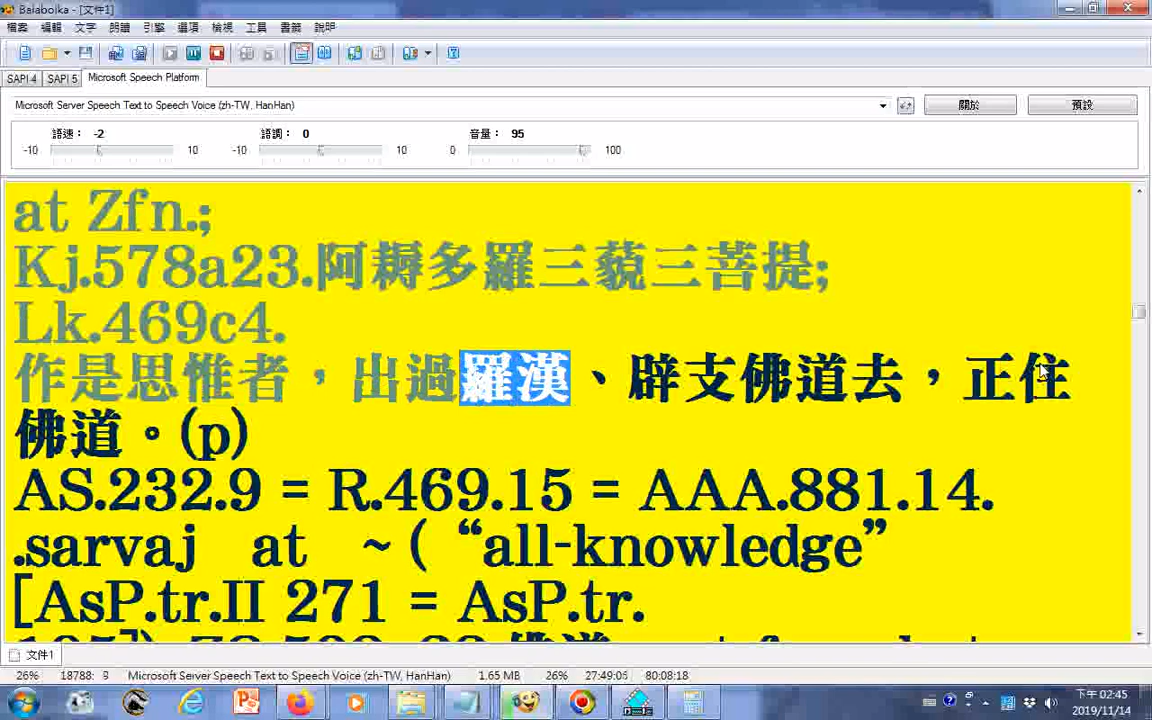 Balabolka - [文件1]
檔案 編輯 文字 朗讀 引擎 選項 檢視 工具 書籤 說明
SAPI 4 SAPI 5 Microsoft Speech Platform
Microsoft Server Speech Text to Speech Voice (zh-TW, HanHan) 關於 預設
語速： -2 語調： 0 音量： 95
-10 10 -10 10 0 100
at Zfn.;
Kj.578a23.阿耨多羅三藐三菩提;
Lk.469c4.
作是思惟者，出過羅漢、辟支佛道去，正住
佛道。(p)
AS.232.9 = R.469.15 = AAA.881.14.
.sarvaj at ~ ( “all-knowledge”
[AsP.tr.II 271 = AsP.tr.
文件1
26% 18788: Microsoft Server Speech Text to Speech Voice (zh-TW, HanHan) 1.65 MB 26% 27:49:05 80:08:18
下午 02:45
2019/11/14